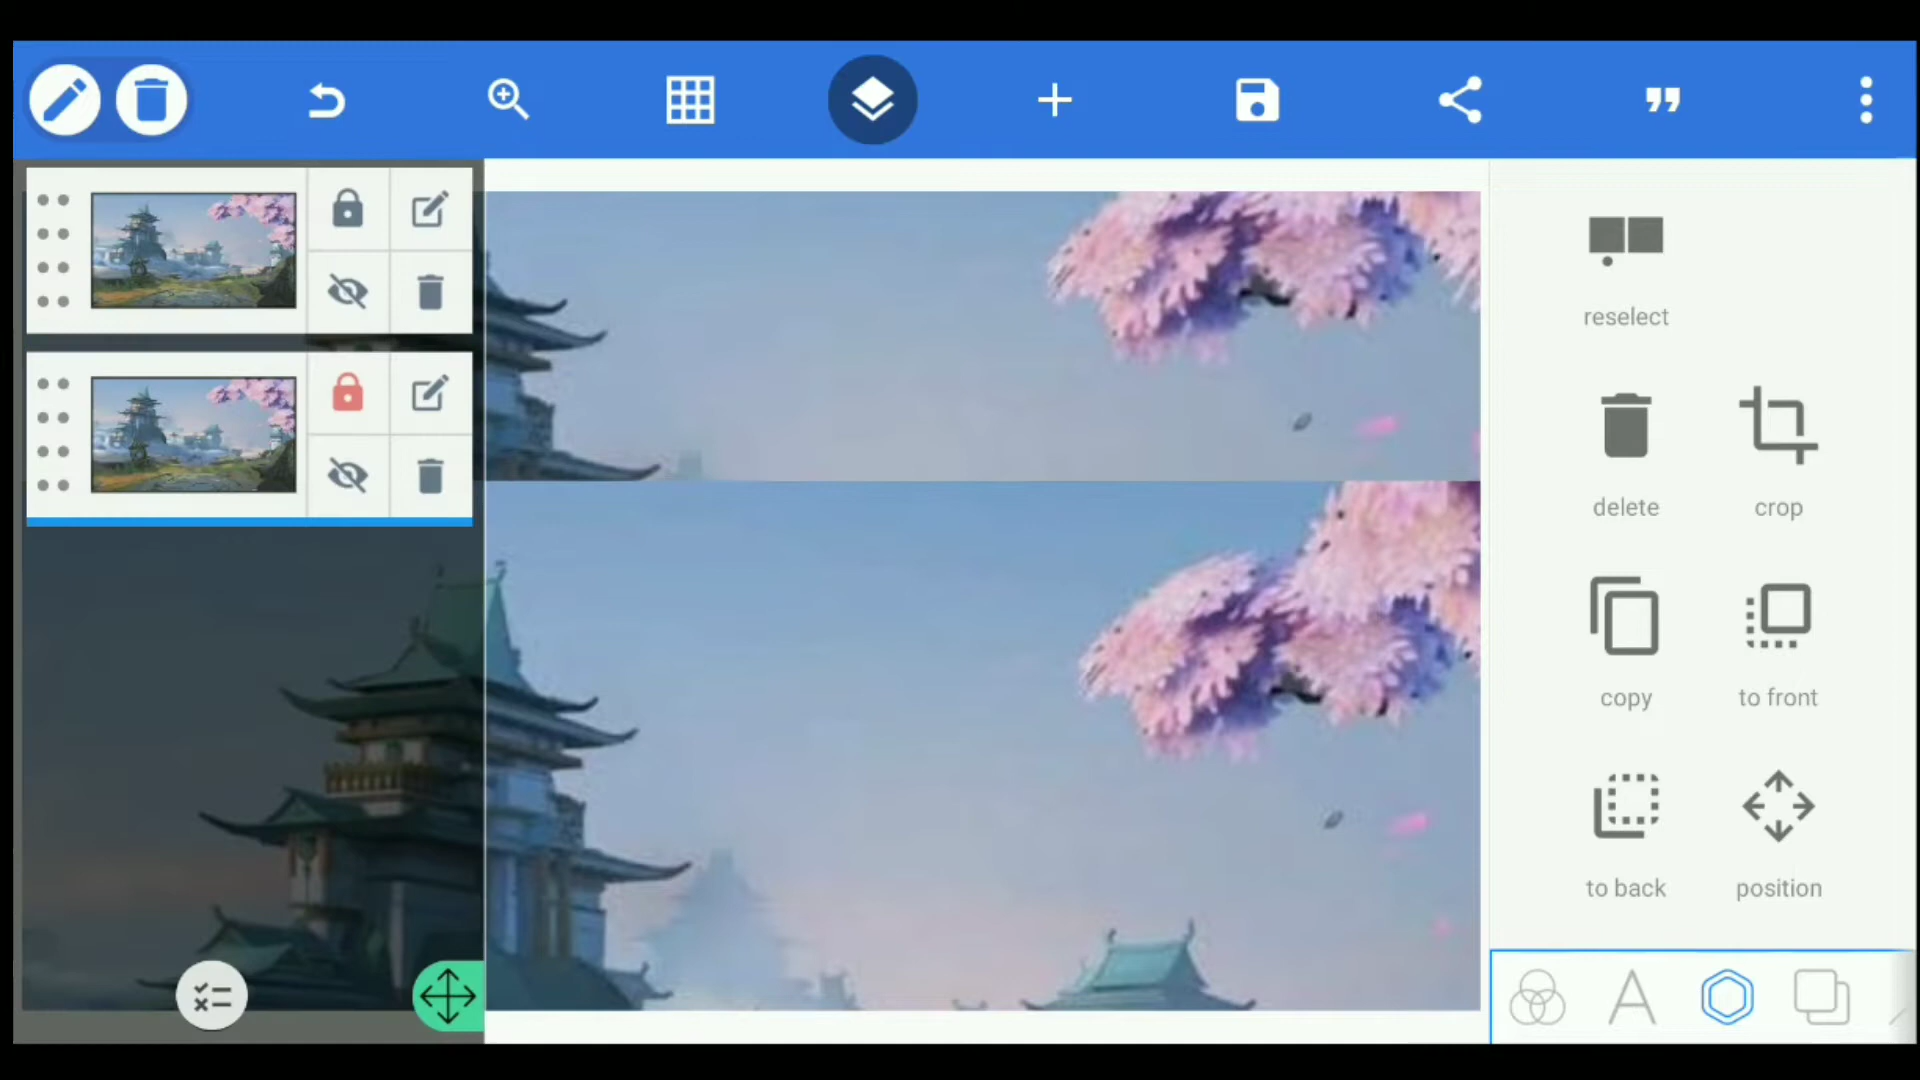 reselect
delete
crop
copy
to front
to back
position